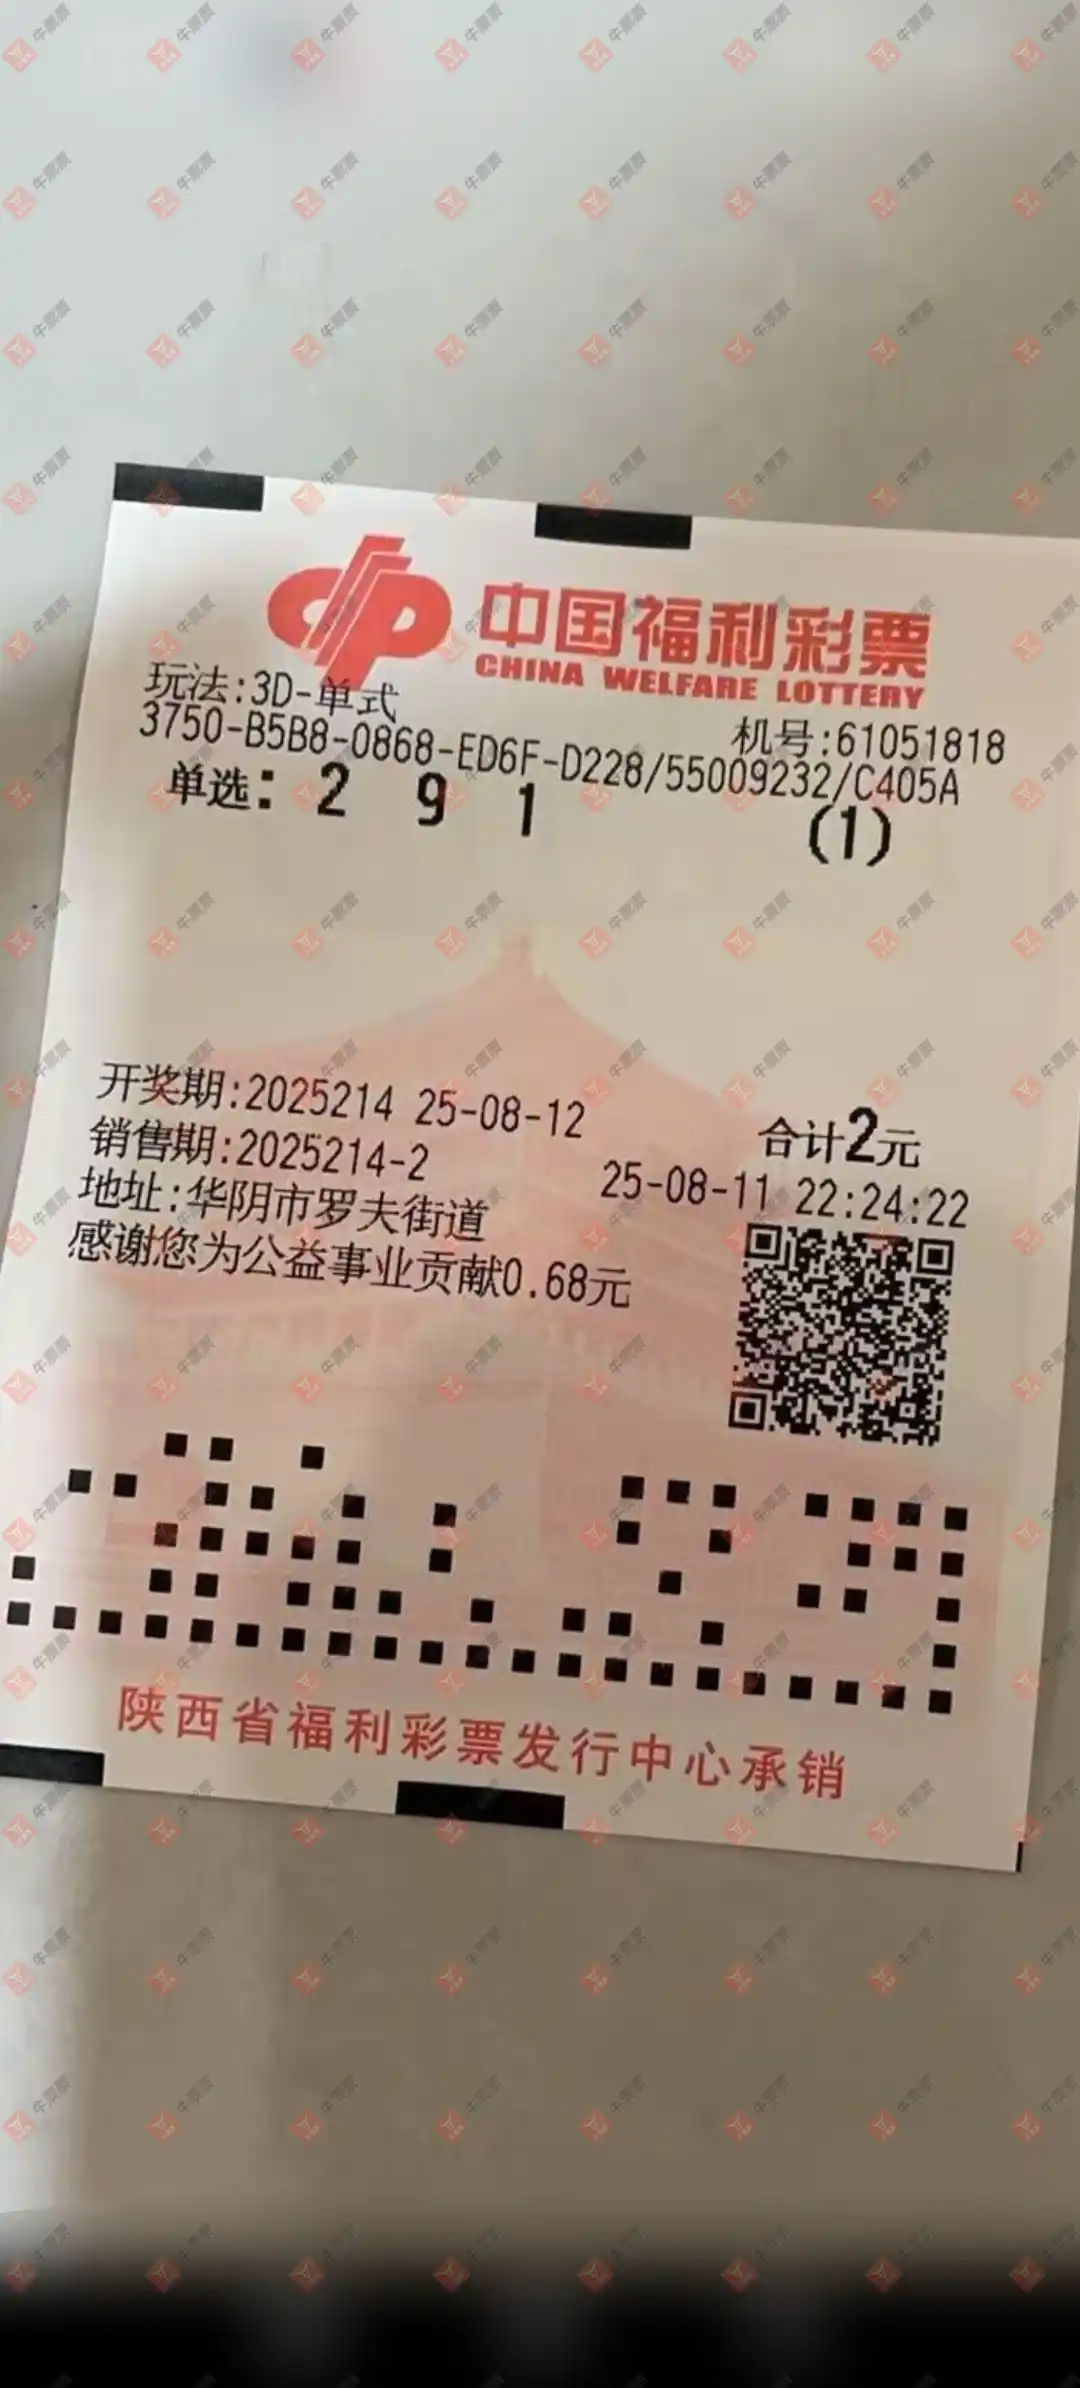 中国福利彩票
CHINA WELFARE LOTTERY
玩法:3D-单式
机号:61051818
3750-B5B8-0868-ED6F-D228/55009232/C405A
单选: 2 9 1 (1)
开奖期:2025214 25-08-12
合计2元
销售期:2025214-2
25-08-11 22:24:22
地址:华阴市罗夫街道
感谢您为公益事业贡献0.68元
陕西省福利彩票发行中心承销
牛票票